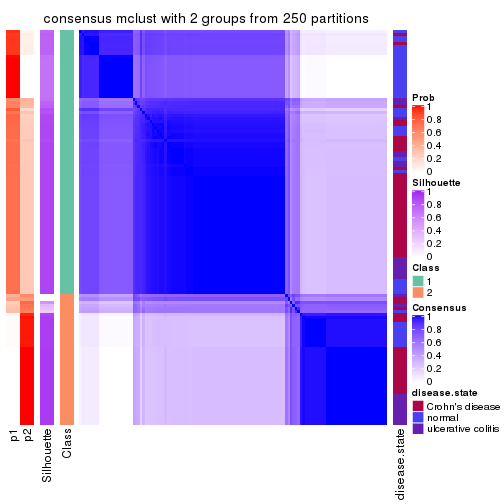 consensus mclust with 2 groups from 250 partitions
Prob
1
0.8
0.6
0.4
0.2
0
Silhouette
1
0.8
0.6
0.4
0.2
0
Class
1
2
Consensus
1
0.8
0.6
0.4
0.2
0
disease.state
Crohn's disease
normal
ulcerative colitis
p1
p2
Silhouette
Class
disease.state